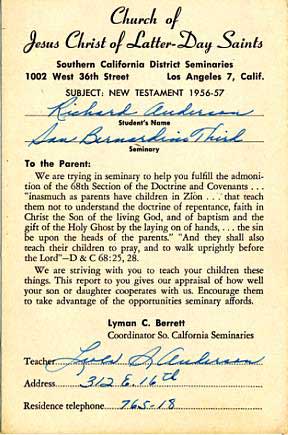 Church of
Jesus Christ of Latter-Day Saints
Southern California District Seminaries
1002 West 36th Street Los Angeles 7, Calif.
SUBJECT: NEW TESTAMENT 1956-57
Richard Anderson
Student's Name
San Bernardino Third
Seminary
To the Parent:
We are trying in seminary to help you fulfill the admoni-
tion of the 68th Section of the Doctrine and Covenants . . .
"inasmuch as parents have children in Zion . . . that teach
them not to understand the doctrine of repentance, faith in
Christ the Son of the living God, and of baptism and the
gift of the Holy Ghost by the laying on of hands, . . . the sin
be upon the heads of the parents." "And they shall also
teach their children to pray, and to walk uprightly before
the Lord"—D & C 68:25, 28.
We are striving with you to teach your children these
things. This report to you gives our appraisal of how well
your son or daughter cooperates with us. Encourage them
to take advantage of the opportunities seminary affords.
Lyman C. Berrett
Coordinator So. Calfornia Seminaries
Teacher Anderson
Address 312 E. 16th
Residence telephone 765-18